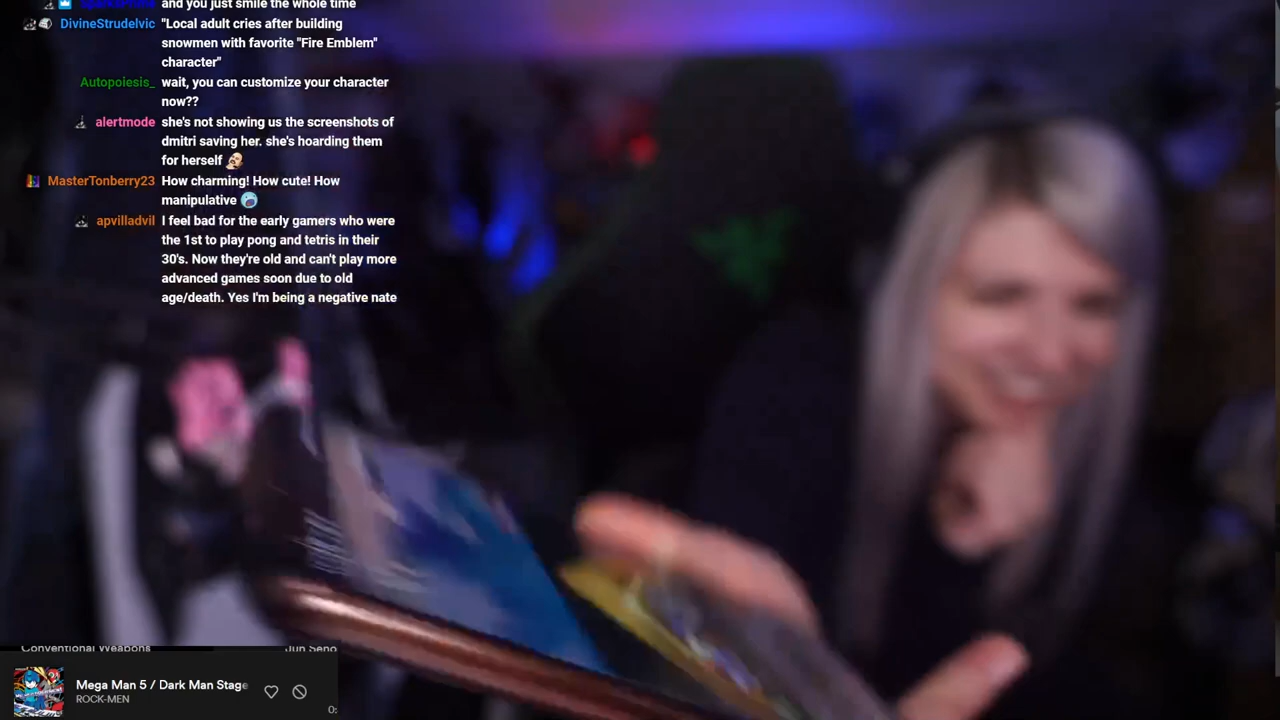 and you just smile the whole time
DivineStrudelvic "Local adult cries after building
snowmen with favorite "Fire Emblem"
character"
Autopoiesis_ wait, you can customize your character
now??
alertmode she's not showing us the screenshots of
dmitri saving her. she's hoarding them
for herself
MasterTonberry23 How charming! How cute! How
manipulative
apvilladvil I feel bad for the early gamers who were
the 1st to play pong and tetris in their
30's. Now they're old and can't play more
advanced games soon due to old
age/death. Yes I'm being a negative nate
Conventional Weapons
Mega Man 5 / Dark Man Stage
ROCK-MEN
0: